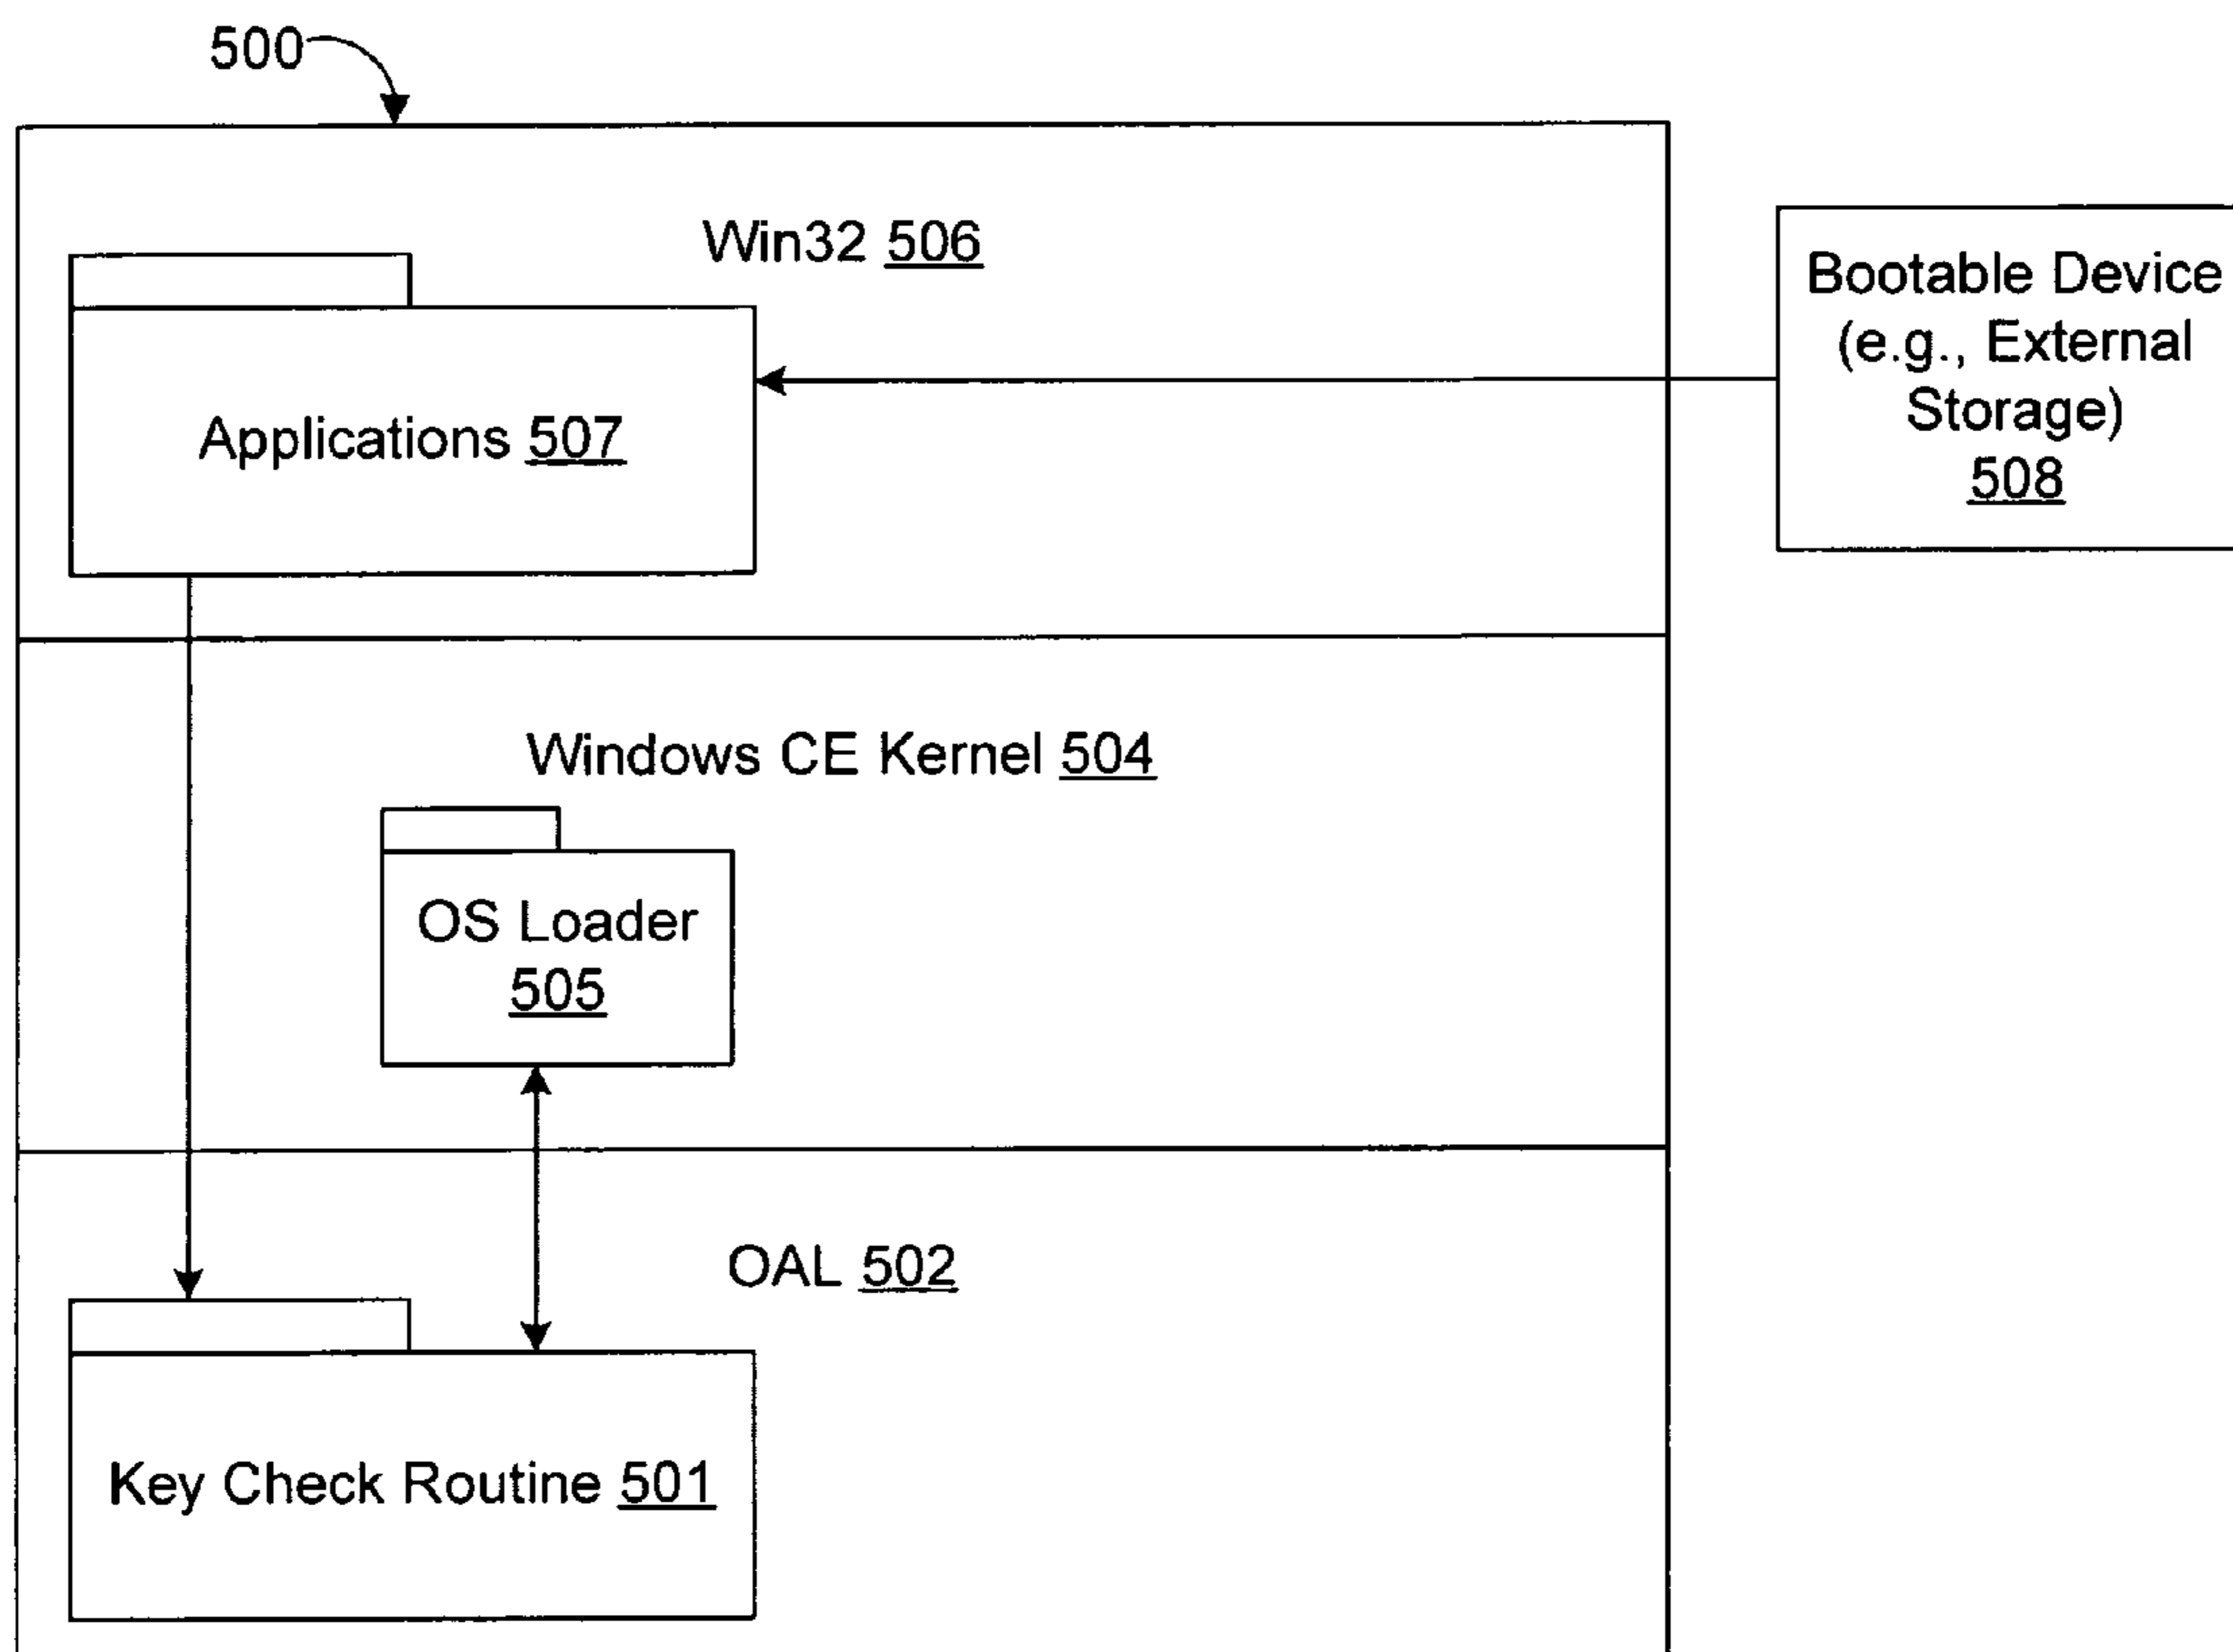 500
Win32 506
Bootable Device
(e.g., External
Storage)
508
Applications 507
Windows CE Kernel 504
OS Loader
505
OAL 502
Key Check Routine 501